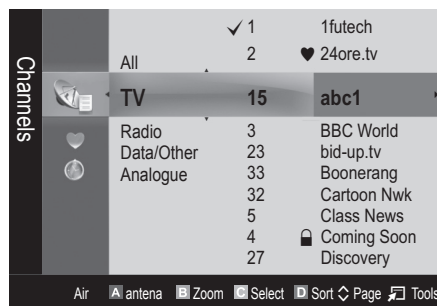 Channels
✓ 1 1futech
All 2 ♥ 24ore.tv
TV 15 abc1
Radio 3 BBC World
Data/Other 23 bid-up.tv
Analogue 33 Boonerang
32 Cartoon Nwk
5 Class News
4 Coming Soon
27 Discovery
Air A antena B Zoom C Select D Sort Page Tools